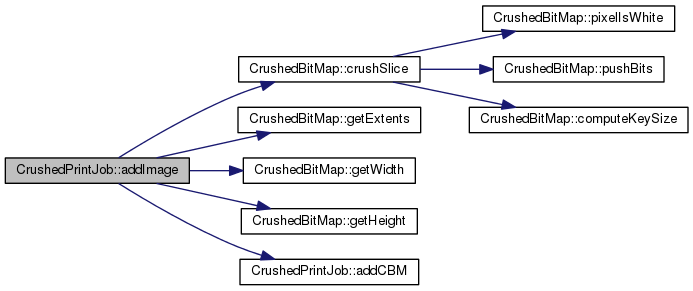 CrushedBitMap::pixelIsWhite
CrushedBitMap::crushSlice
CrushedBitMap::pushBits
CrushedBitMap::getExtents
CrushedBitMap::computeKeySize
CrushedPrintJob::addImage
CrushedBitMap::getWidth
CrushedBitMap::getHeight
CrushedPrintJob::addCBM